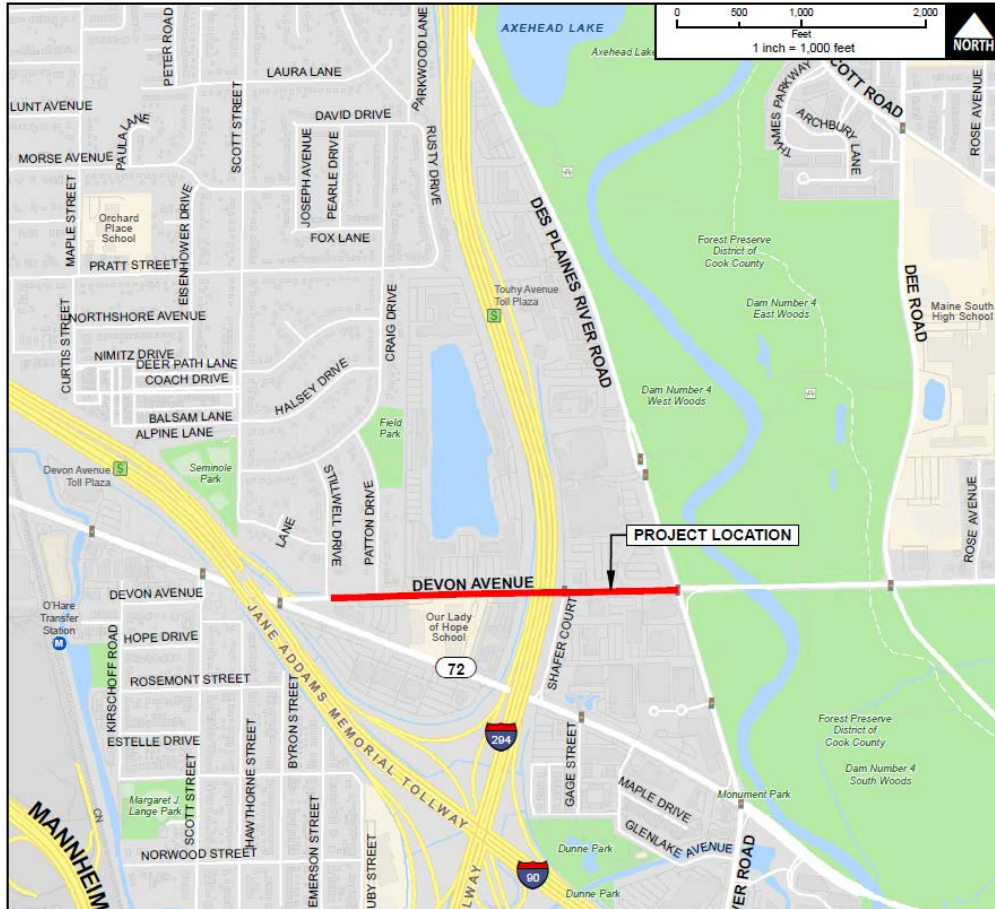 0 500 1,000 2,000
Feet
1 inch = 1,000 feet
NORTH
AXEHEAD LAKE
Axehead Lake
PETER ROAD
LAURA LANE
PARKWOOD LANE
SCOTT STREET
LUNT AVENUE
PAULA LANE
DAVID DRIVE
JOSEPH AVENUE
PEARLE DRIVE
RUSTY DRIVE
MORSE AVENUE
MAPLE STREET
Orchard
Place
School
EISENHOWER DRIVE
FOX LANE
PRATT STREET
THAMES PARKWAY
ARCHBURY LANE
COTT ROAD
ROSE AVENUE
DES PLAINES RIVER ROAD
Forest Preserve
District of
Cook County
DEE ROAD
Touhy Avenue
Toll Plaza
Dam Number 4
East Woods
Maine South
High School
NORTHSHORE AVENUE
CURTIS STREET
CRAIG DRIVE
NIMITZ DRIVE
DEER PATH LANE
COACH DRIVE
HALSEY DRIVE
BALSAM LANE
ALPINE LANE
Field
Park
Dam Number 4
West Woods
Devon Avenue
Toll Plaza
Seminole
Park
STILLWELL DRIVE
PATTON DRIVE
LANE
ROSE AVENUE
PROJECT LOCATION
DEVON AVENUE
DEVON AVENUE
O'Hare
Transfer
Station
M
KIRSCHOFF ROAD
HOPE DRIVE
ROSEMONT STREET
ESTELLE DRIVE
JANE ADDAMS MEMORIAL TOLLWAY
Our Lady
of Hope
School
SHAFER COURT
72
294
GAGE STREET
MAPLE DRIVE
GLENLAKE AVENUE
Forest Preserve
District of
Cook County
Dam Number 4
South Woods
Monument Park
BYRON STREET
HAWTHORNE STREET
SCOTT STREET
Margaret J.
Lange Park
CN
MANNHEIM
NORWOOD STREET
EMERSON STREET
UBY STREET
LLWAY
90
Dunne Park
Dunne Park
VER ROAD